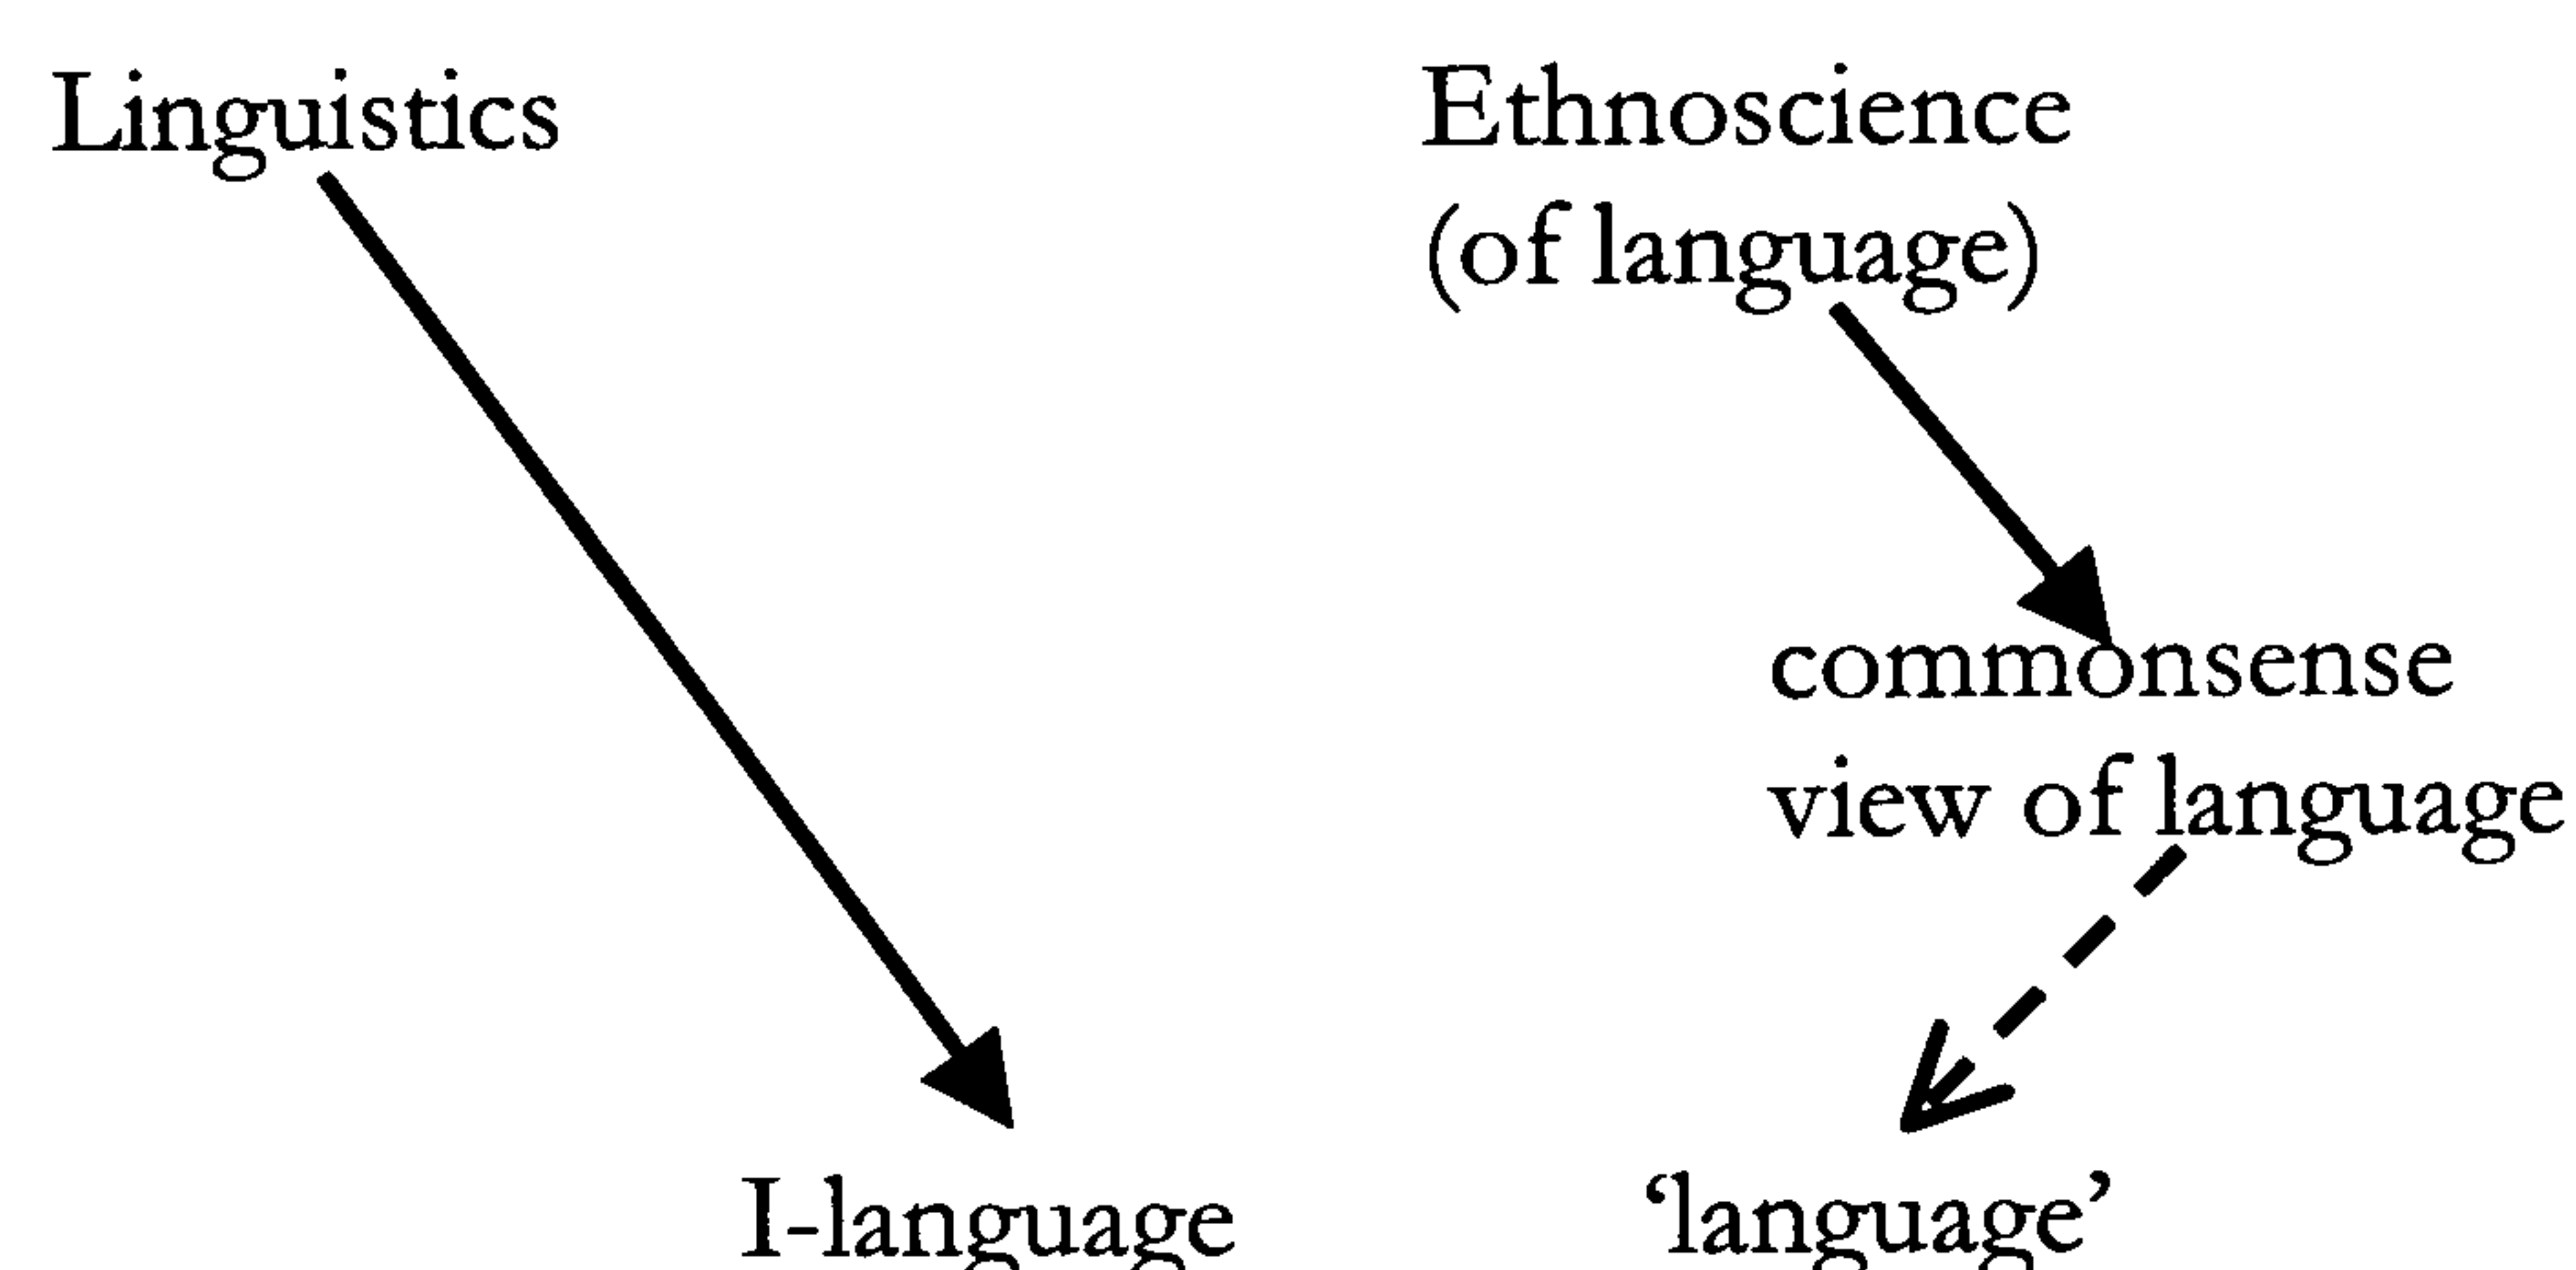 Linguistics
Ethnoscience
(of language)
commonsense
view of language
I-language
‘language’